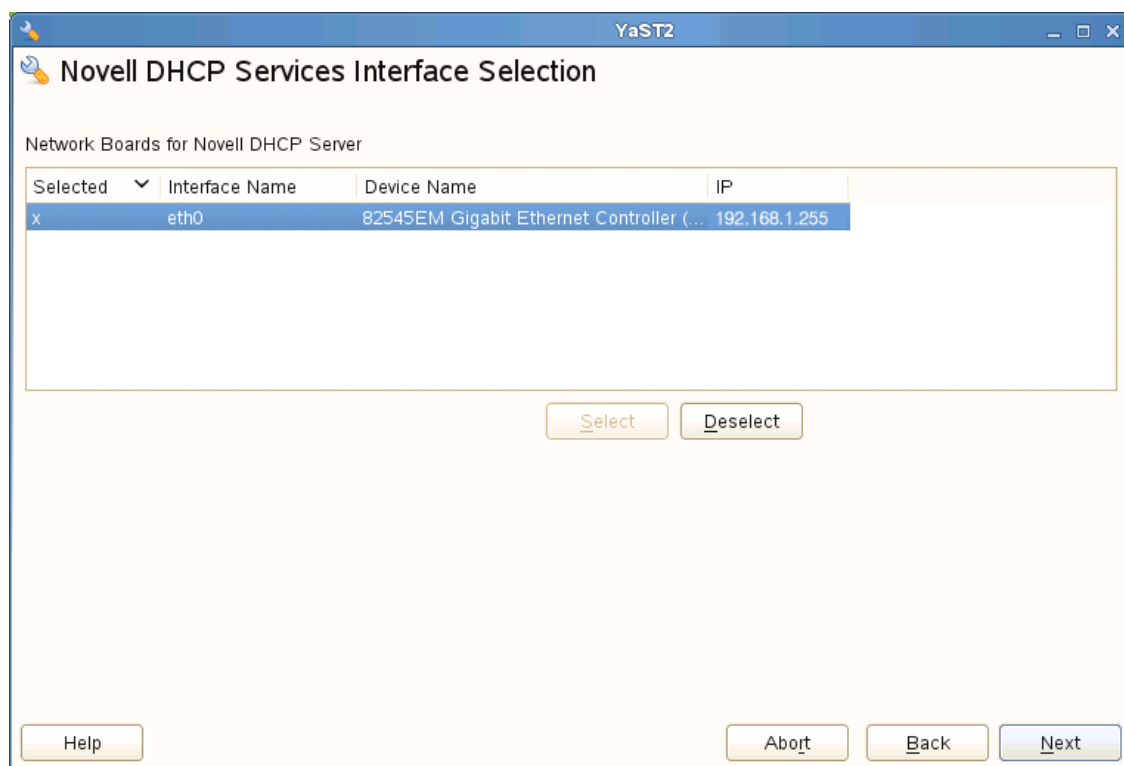 YaST2
Novell DHCP Services Interface Selection
Network Boards for Novell DHCP Server
Selected Interface Name Device Name IP
x eth0 82545EM Gigabit Ethernet Controller (... 192.168.1.255
Select Deselect
Help Abort Back Next